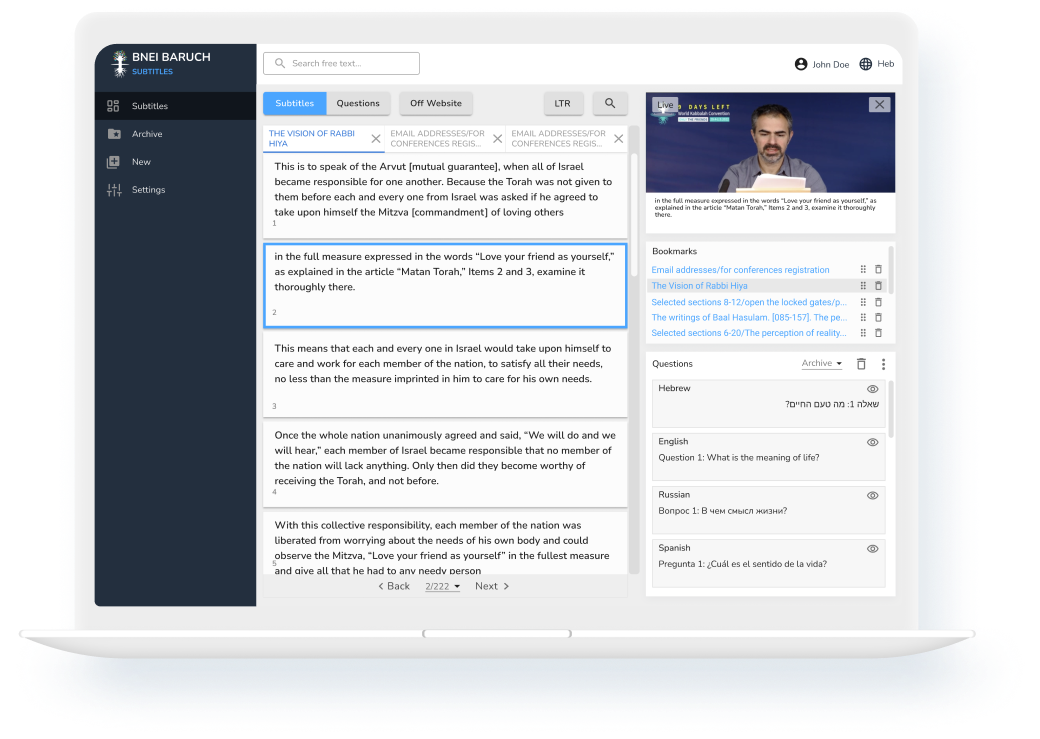 BNEI BARUCH
SUBTITLES
Search free text...
John Doe
Heb
Subtitles
Archive
New
Settings
Subtitles
Questions
Off Website
LTR
THE VISION OF RABBI
HIYA
EMAIL ADDRESSES/FOR
CONFERENCES REGIS...
EMAIL ADDRESSES/FOR
CONFERENCES REGIS...
This is to speak of the Arvut [mutual guarantee], when all of Israel
became responsible for one another. Because the Torah was not given to
them before each and every one from Israel was asked if he agreed to
take upon himself the Mitzva [commandment] of loving others
1
in the full measure expressed in the words “Love your friend as yourself,”
as explained in the article “Matan Torah,” Items 2 and 3, examine it
thoroughly there.
2
This means that each and every one in Israel would take upon himself to
care and work for each member of the nation, to satisfy all their needs,
no less than the measure imprinted in him to care for his own needs.
3
Once the whole nation unanimously agreed and said, “We will do and we
will hear,” each member of Israel became responsible that no member of
the nation will lack anything. Only then did they become worthy of
receiving the Torah, and not before.
4
With this collective responsibility, each member of the nation was
liberated from worrying about the needs of his own body and could
observe the Mitzva, “Love your friend as yourself” in the fullest measure
5
and give all that he had to any needy person
Back
2/222
Next
Live
9 DAYS LEFT
World Kabbalah Convention
in the full measure expressed in the words “Love your friend as yourself,” as
explained in the article “Matan Torah,” Items 2 and 3, examine it thoroughly
there.
Bookmarks
Email addresses/for conferences registration
The Vision of Rabbi Hiya
Selected sections 8-12/open the locked gates/p...
The writings of Baal Hasulam. [085-157]. The pe...
Selected sections 6-20/The perception of reality...
Questions
Archive
Hebrew
שאלה 1: מה טעם החיים?
English
Question 1: What is the meaning of life?
Russian
Вопрос 1: В чем смысл жизни?
Spanish
Pregunta 1: ¿Cuál es el sentido de la vida?